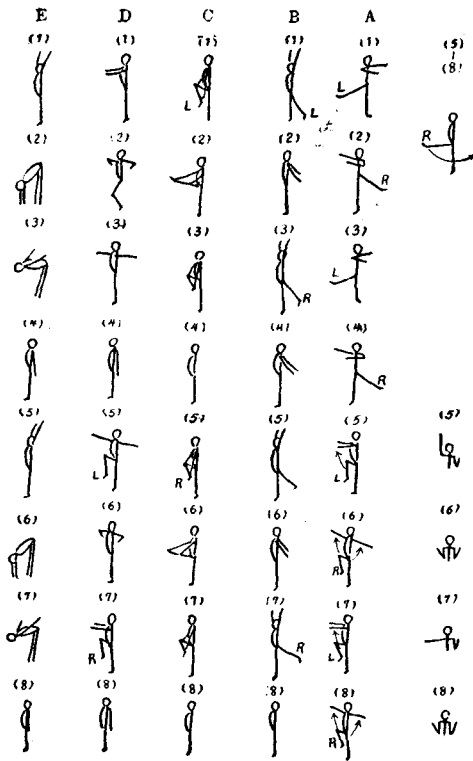 E D C B A
(1) (1) (1) (1) (1) (5)
(8)
L L L
(2) (2) (2) (2) (2) R
R
(3) (3) (3) (3) (3)
R L
(4) (4) (4) (4) (4)
R
(5) (5) (5) (5) (5) (5)
L R L
(6) (6) (6) (6) (6) (6)
R
(7) (7) (7) (7) (7) (7)
R R L
(8) (8) (8) (8) (8) (8)
R